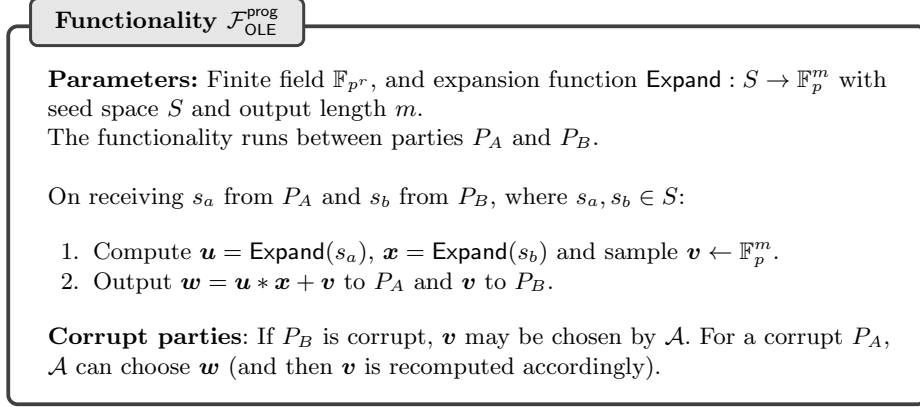 Functionality $\mathcal{F}_{\mathsf{OLE}}^{\mathsf{prog}}$
Parameters: Finite field $\mathbb{F}_{p^r}$, and expansion function $\mathsf{Expand} : S \to \mathbb{F}_p^m$ with
seed space $S$ and output length $m$.
The functionality runs between parties $P_A$ and $P_B$.
On receiving $s_a$ from $P_A$ and $s_b$ from $P_B$, where $s_a, s_b \in S$:
1. Compute $\boldsymbol{u} = \mathsf{Expand}(s_a)$, $\boldsymbol{x} = \mathsf{Expand}(s_b)$ and sample $\boldsymbol{v} \leftarrow \mathbb{F}_p^m$.
2. Output $\boldsymbol{w} = \boldsymbol{u} * \boldsymbol{x} + \boldsymbol{v}$ to $P_A$ and $\boldsymbol{v}$ to $P_B$.
Corrupt parties: If $P_B$ is corrupt, $\boldsymbol{v}$ may be chosen by $\mathcal{A}$. For a corrupt $P_A$,
$\mathcal{A}$ can choose $\boldsymbol{w}$ (and then $\boldsymbol{v}$ is recomputed accordingly).